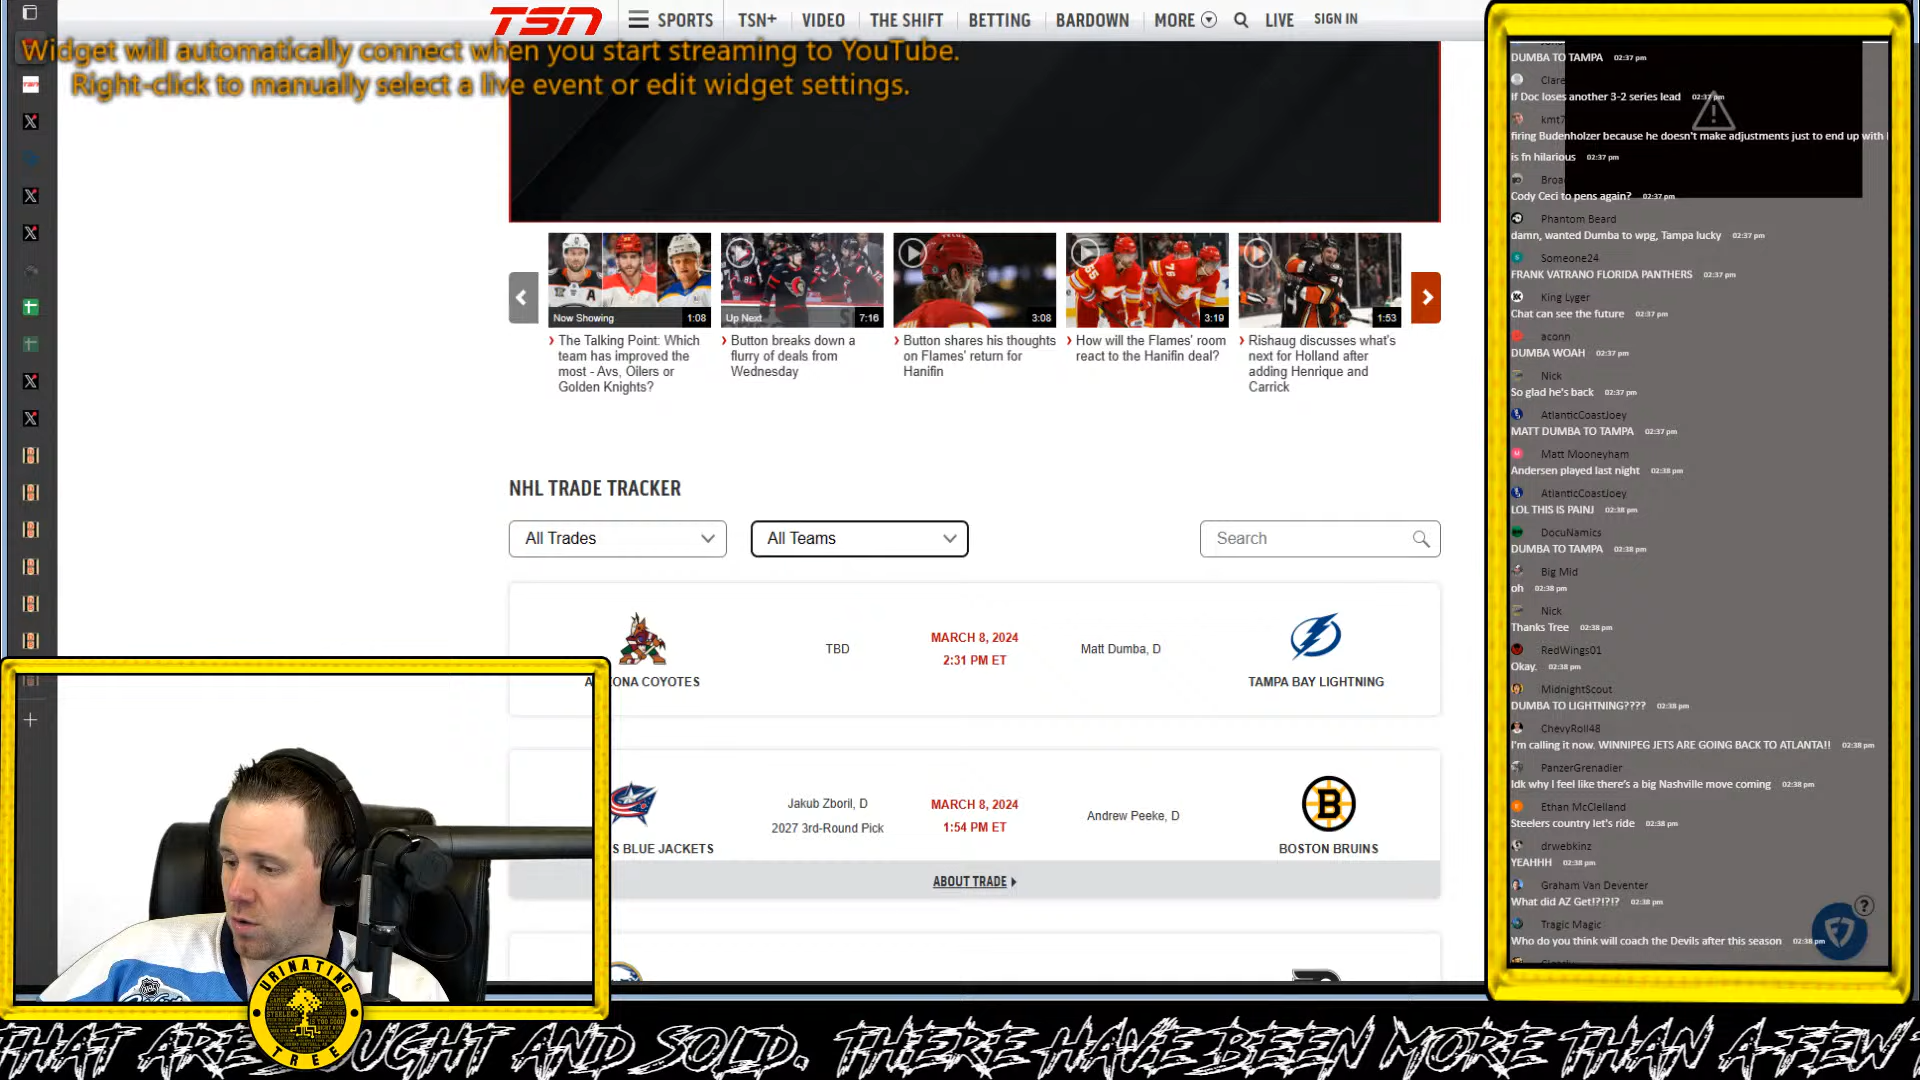 TSN
SPORTS
TSN+
VIDEO
THE SHIFT
BETTING
BARDOWN
MORE
LIVE
SIGN IN
Widget will automatically connect when you start streaming to YouTube.
Right-click to manually select a live event or edit widget settings.
Now Showing
1:08
Up Next
7:16
3:08
3:19
1:53
The Talking Point: Which
team has improved the
most - Avs, Oilers or
Golden Knights?
Button breaks down a
flurry of deals from
Wednesday
Button shares his thoughts
on Flames' return for
Hanifin
How will the Flames' room
react to the Hanifin deal?
Rishaug discusses what's
next for Holland after
adding Henrique and
Carrick
NHL TRADE TRACKER
All Trades
All Teams
Search
TBD
MARCH 8, 2024
2:31 PM ET
Matt Dumba, D
ONA COYOTES
TAMPA BAY LIGHTNING
Jakub Zboril, D
2027 3rd-Round Pick
MARCH 8, 2024
1:54 PM ET
Andrew Peeke, D
S BLUE JACKETS
BOSTON BRUINS
ABOUT TRADE
DUMBA TO TAMPA 02:37 pm
Clare
If Doc loses another 3-2 series lead 02:37 pm
kmt7
firing Budenholzer because he doesn't make adjustments just to end up with
is fn hilarious 02:37 pm
Broa
Cody Ceci to pens again? 02:37 pm
Phantom Beard
damn, wanted Dumba to wpg, Tampa lucky 02:37 pm
Someone24
FRANK VATRANO FLORIDA PANTHERS 02:37 pm
King Lyger
Chat can see the future 02:37 pm
aconn
DUMBA WOAH 02:37 pm
Nick
So glad he's back 02:37 pm
AtlanticCoastJoey
MATT DUMBA TO TAMPA 02:37 pm
Matt Mooneyham
Andersen played last night 02:38 pm
AtlanticCoastJoey
LOL THIS IS PAINJ 02:38 pm
DocuNamics
DUMBA TO TAMPA 02:38 pm
Big Mid
oh 02:38 pm
Nick
Thanks Tree 02:38 pm
RedWings01
Okay. 02:38 pm
MidnightScout
DUMBA TO LIGHTNING???? 02:38 pm
ChevyRoll48
I'm calling it now. WINNIPEG JETS ARE GOING BACK TO ATLANTA!! 02:38 pm
PanzerGrenadier
Idk why I feel like there's a big Nashville move coming 02:38 pm
Ethan McClelland
Steelers country let's ride 02:38 pm
drwebkinz
YEAHHH 02:38 pm
Graham Van Deventer
What did AZ Get!?!?!? 02:38 pm
Tragic Magic
Who do you think will coach the Devils after this season 02:38 pm
URINATING
TREE
THAT ARE OUGHT AND SOLD. THERE HAVE BEEN MORE THAN A FEW